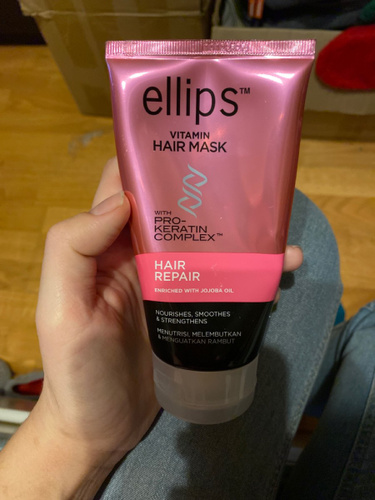 ellips™
VITAMIN
HAIR MASK
WITH
PRO-
KERATIN
COMPLEX™
HAIR
REPAIR
ENRICHED WITH JOJOBA OIL
NOURISHES, SMOOTHES
& STRENGTHENS
MENUTRISI, MELEMBUTKAN
& MENGUATKAN RAMBUT